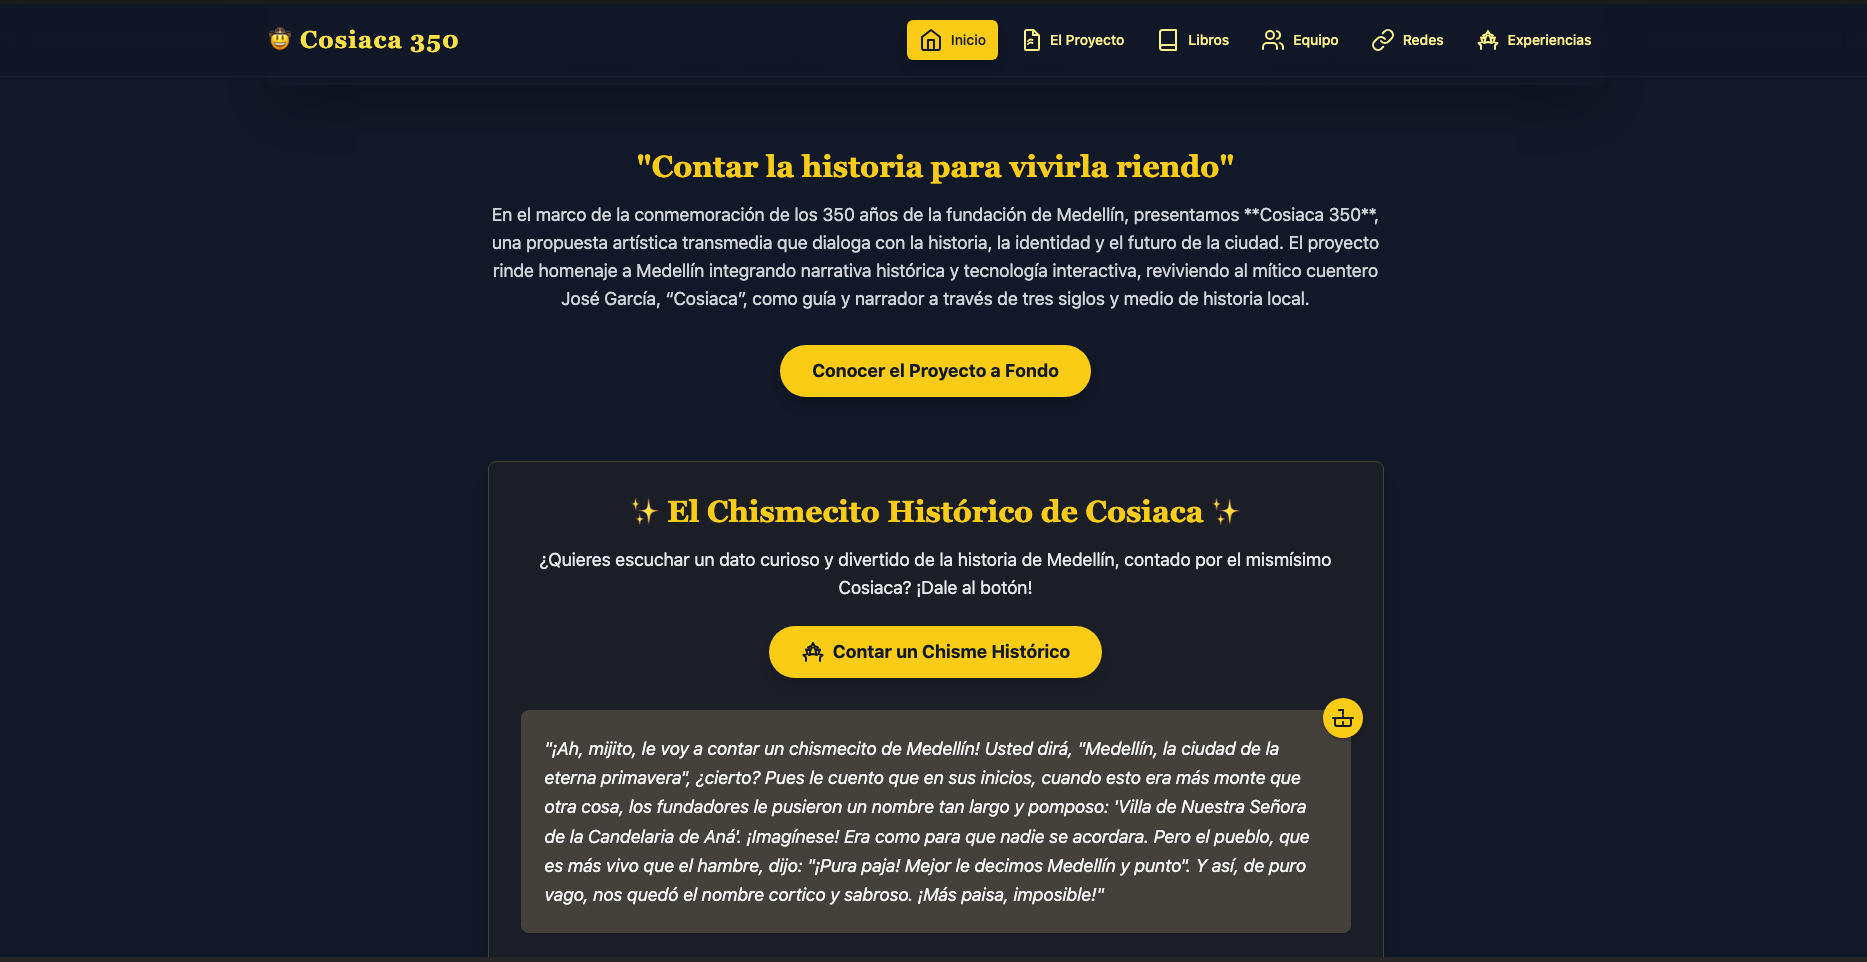 Cosiaca 350
Inicio
El Proyecto
Libros
Equipo
Redes
Experiencias
"Contar la historia para vivirla riendo"
En el marco de la conmemoración de los 350 años de la fundación de Medellín, presentamos **Cosiaca 350**,
una propuesta artística transmedia que dialoga con la historia, la identidad y el futuro de la ciudad. El proyecto
rinde homenaje a Medellín integrando narrativa histórica y tecnología interactiva, reviviendo al mítico cuentero
José García, “Cosiaca”, como guía y narrador a través de tres siglos y medio de historia local.
Conocer el Proyecto a Fondo
✨ El Chismecito Histórico de Cosiaca ✨
¿Quieres escuchar un dato curioso y divertido de la historia de Medellín, contado por el mismísimo
Cosiaca? ¡Dale al botón!
Contar un Chisme Histórico
"¡Ah, mijito, le voy a contar un chismecito de Medellín! Usted dirá, "Medellín, la ciudad de la
eterna primavera", ¿cierto? Pues le cuento que en sus inicios, cuando esto era más monte que
otra cosa, los fundadores le pusieron un nombre tan largo y pomposo: 'Villa de Nuestra Señora
de la Candelaria de Aná'. ¡Imagínese! Era como para que nadie se acordara. Pero el pueblo, que
es más vivo que el hambre, dijo: "¡Pura paja! Mejor le decimos Medellín y punto". Y así, de puro
vago, nos quedó el nombre cortico y sabroso. ¡Más paisa, imposible!"